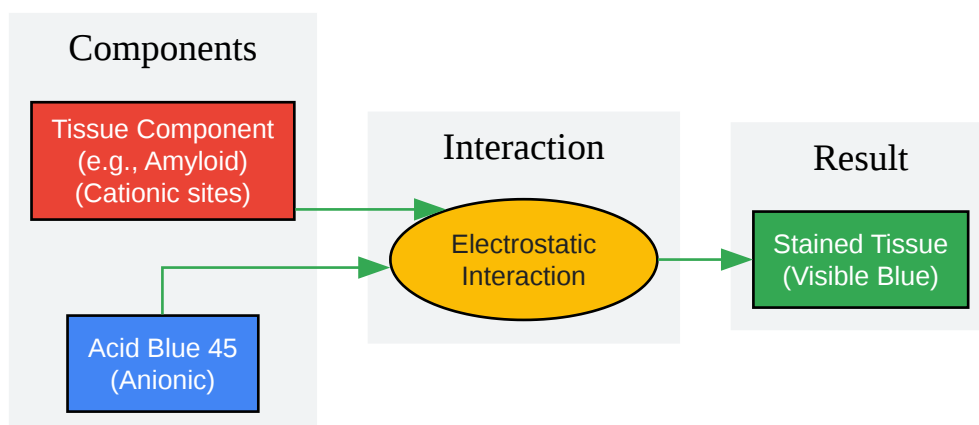 Components
Tissue Component
(e.g., Amyloid)
(Cationic sites)
Acid Blue 45
(Anionic)
Interaction
Electrostatic
Interaction
Result
Stained Tissue
(Visible Blue)